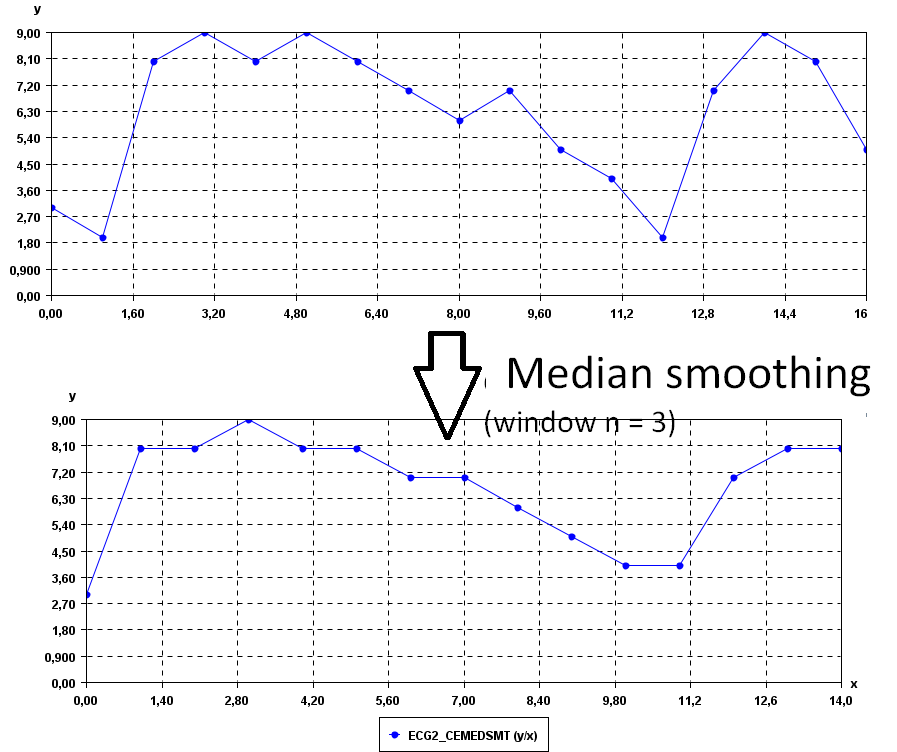 y
9,00
8,10
7,20
6,30
5,40
4,50
3,60
2,70
1,80
0,900
0,00
0,00 1,60 3,20 4,80 6,40 8,00 9,60 11,2 12,8 14,4 16
Median smoothing
(window n = 3)
y
9,00
8,10
7,20
6,30
5,40
4,50
3,60
2,70
1,80
0,900
0,00
x
0,00 1,40 2,80 4,20 5,60 7,00 8,40 9,80 11,2 12,6 14,0
ECG2_CEMEDSMT (y/x)